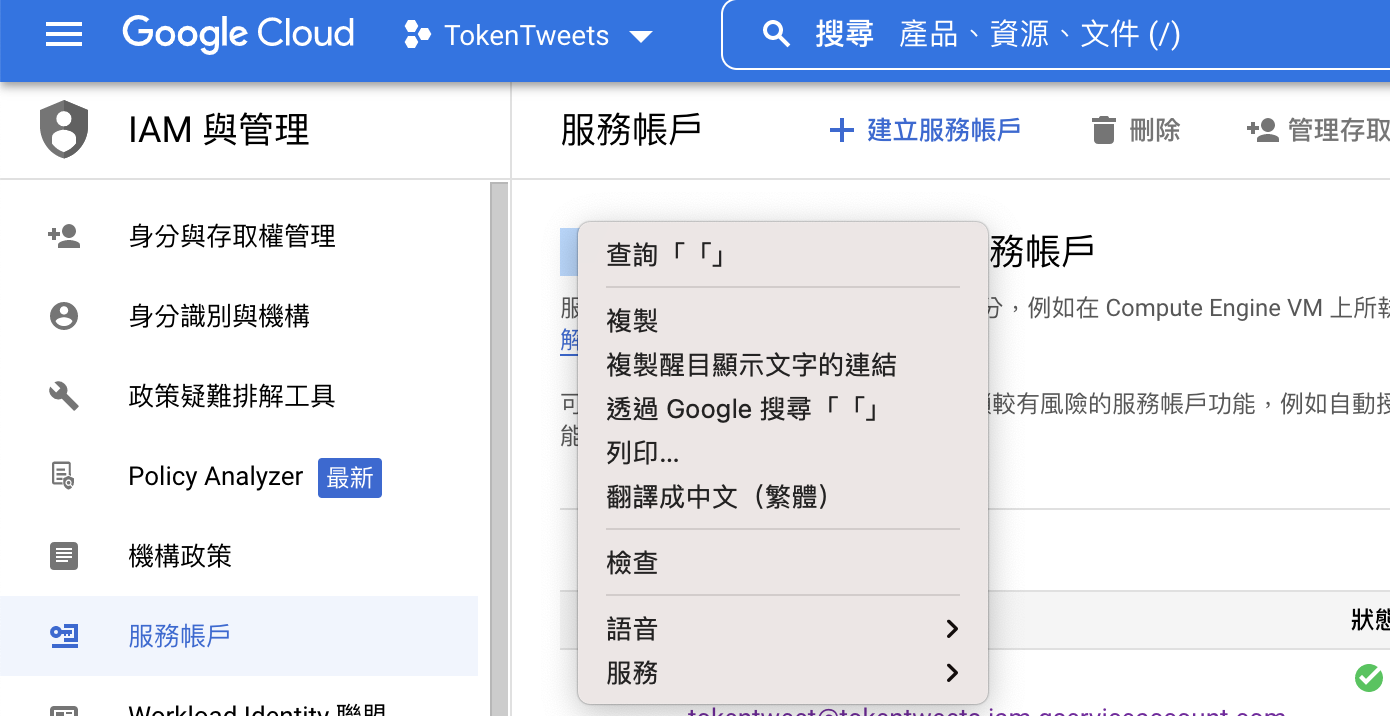 Google Cloud
TokenTweets
搜尋 產品、資源、文件 (/)
IAM 與管理
服務帳戶
建立服務帳戶
刪除
管理存取
身分與存取權管理
身分識別與機構
政策疑難排解工具
Policy Analyzer 最新
機構政策
服務帳戶
Workload Identity 聯盟
務帳戶
服
分，例如在 Compute Engine VM 上所執
解
可
較有風險的服務帳戶功能，例如自動授
能
查詢「「」
複製
複製醒目顯示文字的連結
透過 Google 搜尋「「」
列印...
翻譯成中文（繁體）
檢查
語音
服務
狀態
tokentweet@tokentweets.iam.gserviceaccount.com